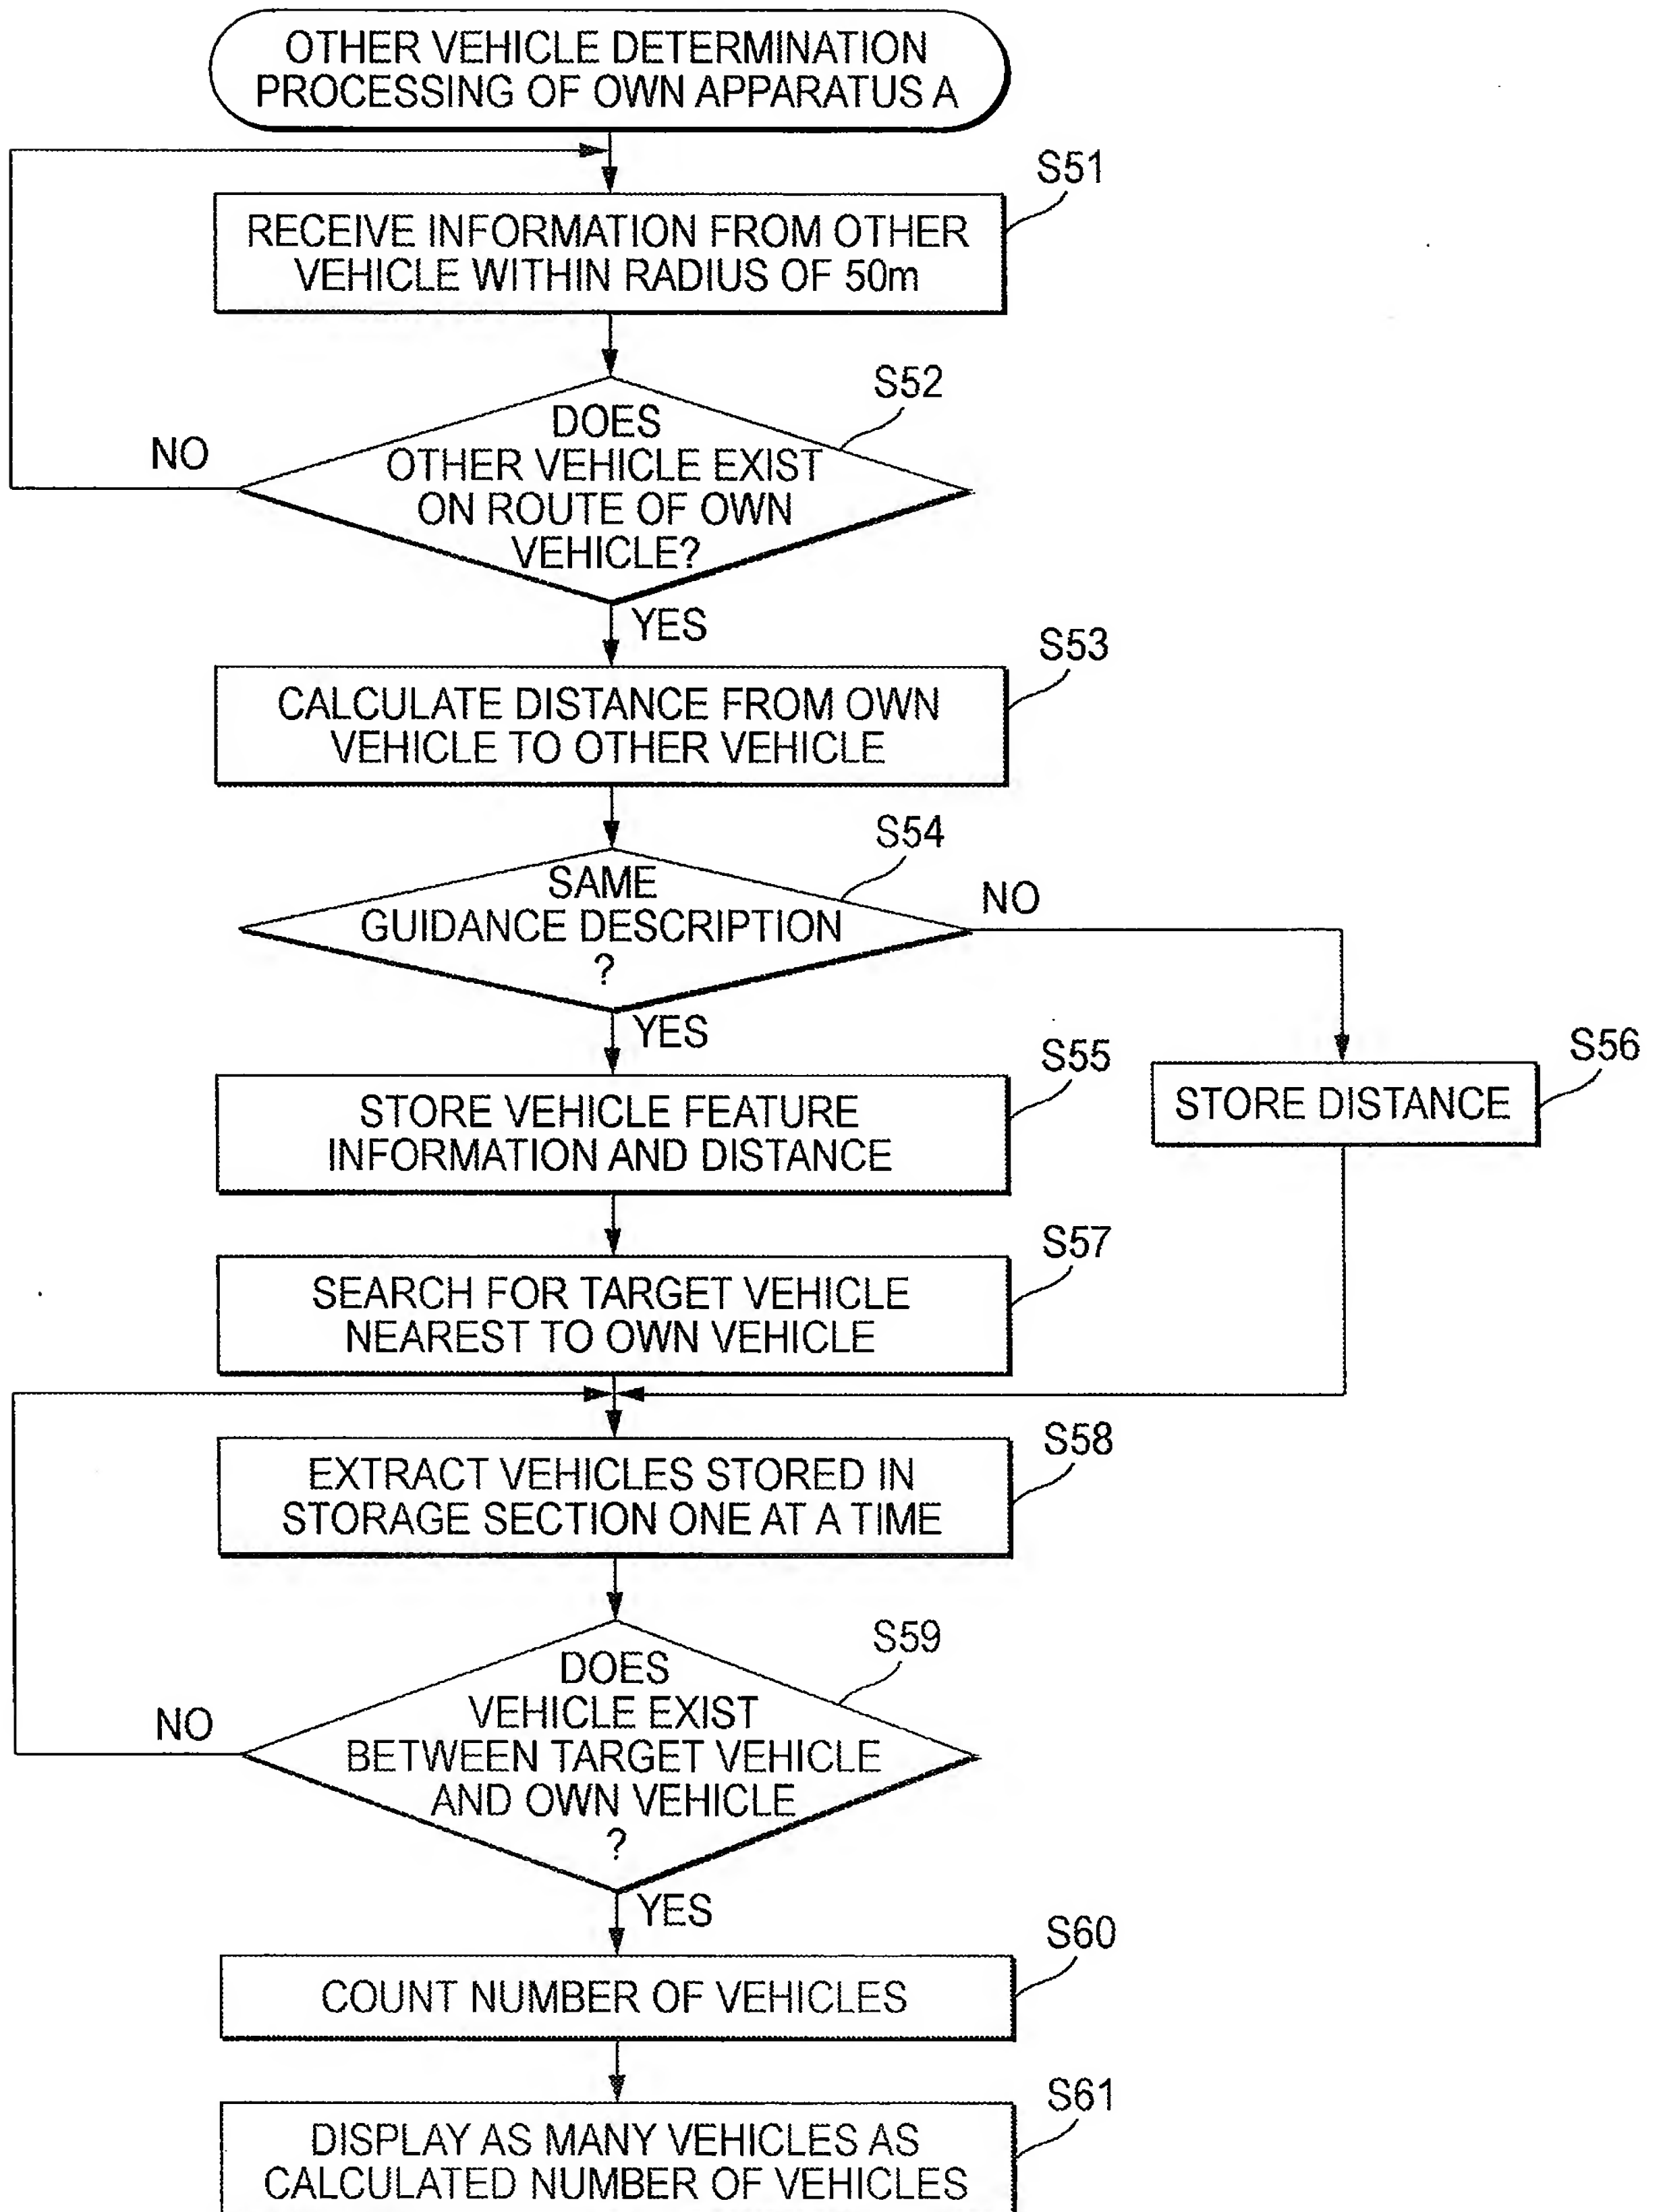 OTHER VEHICLE DETERMINATION
PROCESSING OF OWN APPARATUS A
S51
RECEIVE INFORMATION FROM OTHER
VEHICLE WITHIN RADIUS OF 50m
S52
DOES
OTHER VEHICLE EXIST
ON ROUTE OF OWN
VEHICLE?
NO
YES
S53
CALCULATE DISTANCE FROM OWN
VEHICLE TO OTHER VEHICLE
S54
SAME
GUIDANCE DESCRIPTION
?
NO
YES
S55
STORE VEHICLE FEATURE
INFORMATION AND DISTANCE
S56
STORE DISTANCE
S57
SEARCH FOR TARGET VEHICLE
NEAREST TO OWN VEHICLE
S58
EXTRACT VEHICLES STORED IN
STORAGE SECTION ONE AT A TIME
S59
DOES
VEHICLE EXIST
BETWEEN TARGET VEHICLE
AND OWN VEHICLE
?
NO
YES
S60
COUNT NUMBER OF VEHICLES
S61
DISPLAY AS MANY VEHICLES AS
CALCULATED NUMBER OF VEHICLES